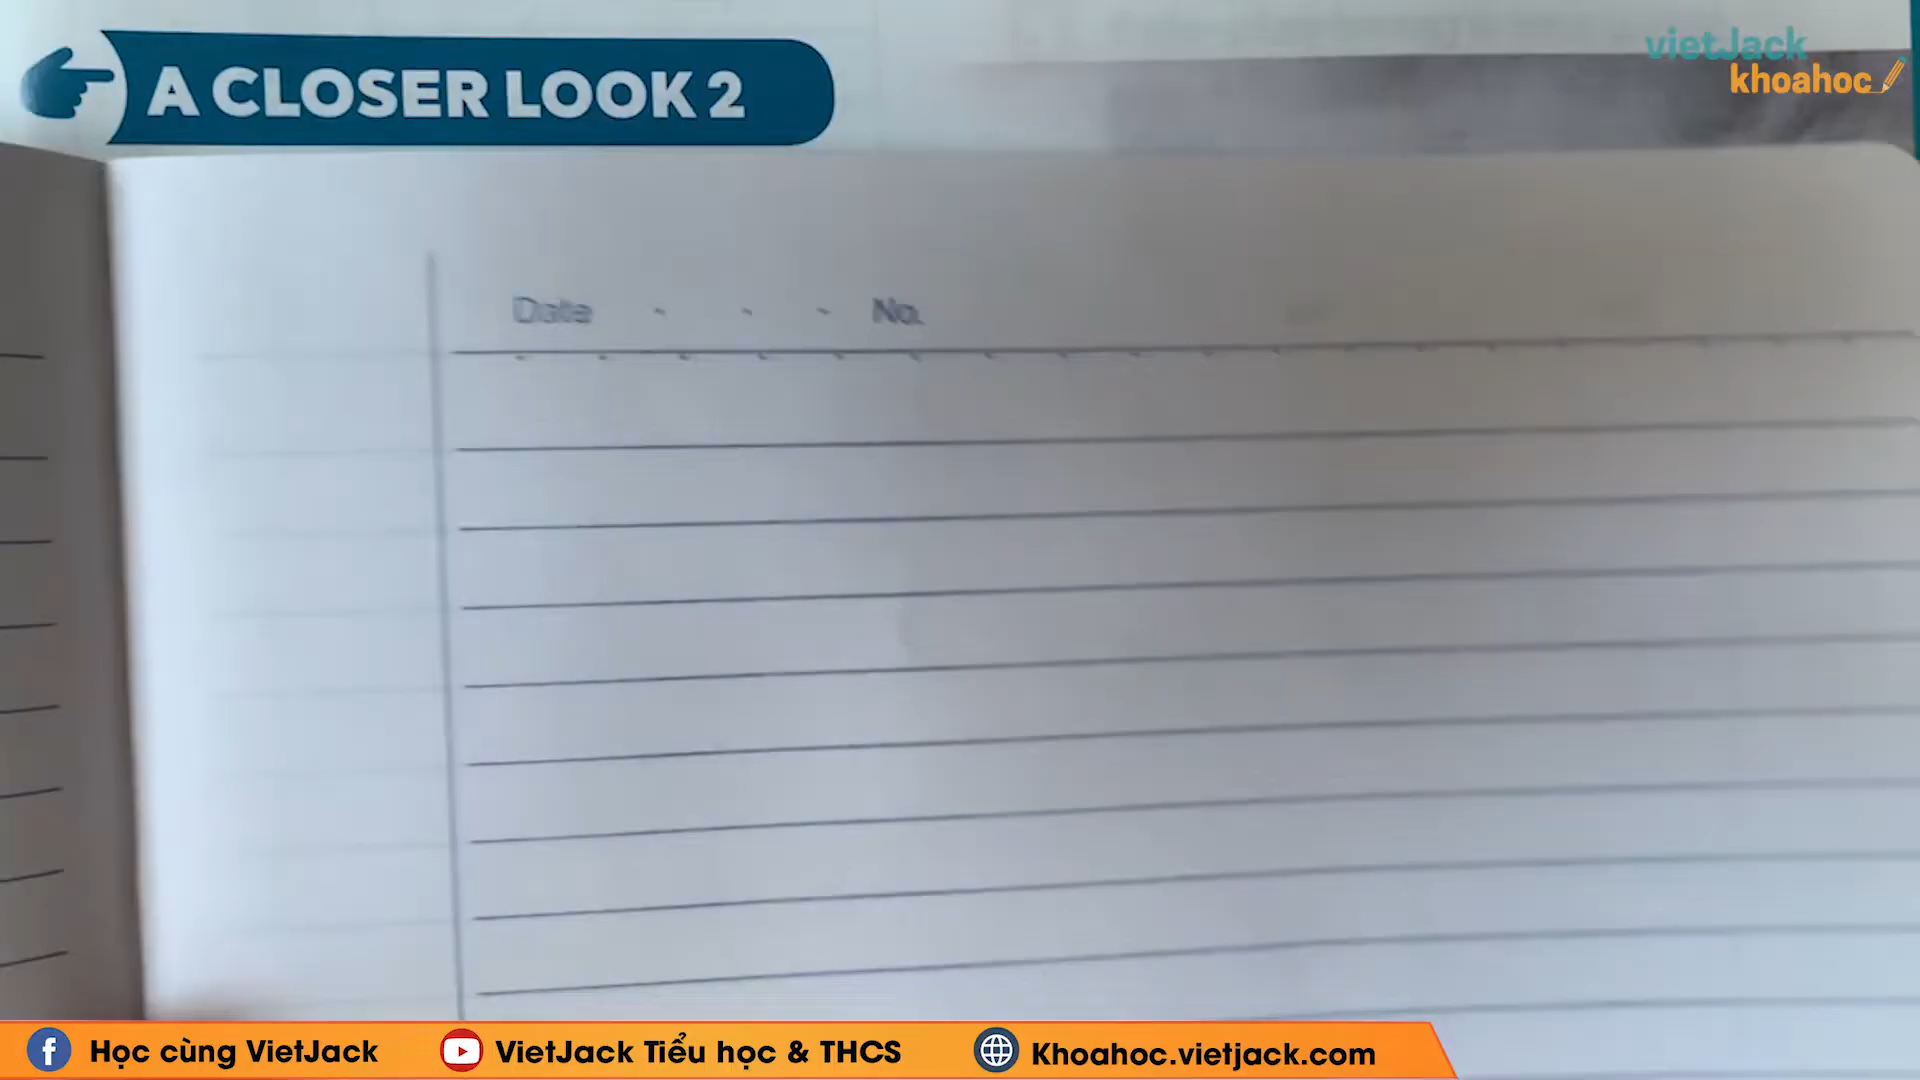 A CLOSER LOOK 2
vietJack
khoahoc
Date No.
Học cùng VietJack
VietJack Tiểu học & THCS
Khoahoc.vietjack.com